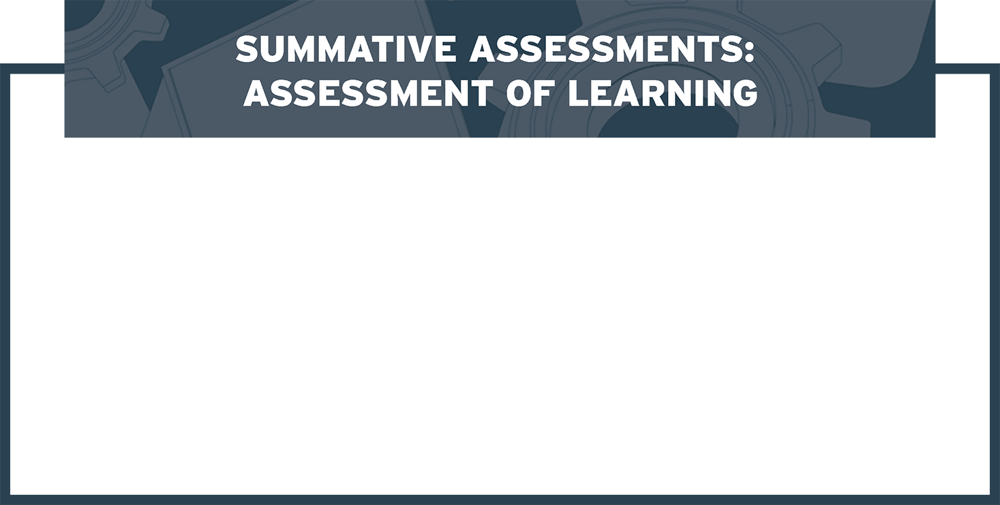 SUMMATIVE ASSESSMENTS:
ASSESSMENT OF LEARNING